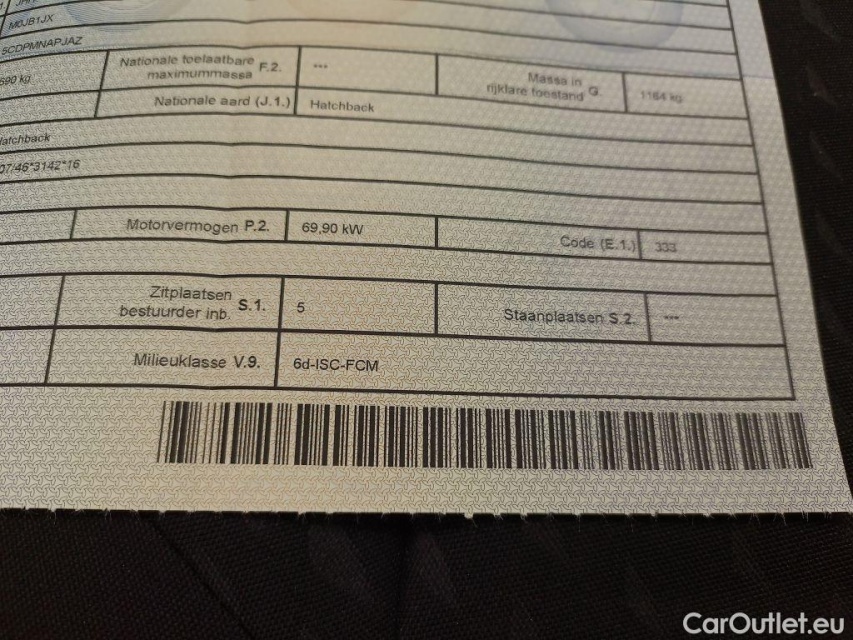 M0JB1JX
5CDPMNAPJAZ
690 kg
Nationale toelaatbare
maximummassa F.2.
---
Massa in
rijklare toestand G.
1164 kg
Nationale aard (J.1.)
Hatchback
atchback
07/46*3142*16
Motorvermogen P.2.
69,90 kW
Code (E.1.)
333
Zitplaatsen
bestuurder inb. S.1.
5
Staanplaatsen S.2.
---
Milieuklasse V.9.
6d-ISC-FCM
CarOutlet.eu